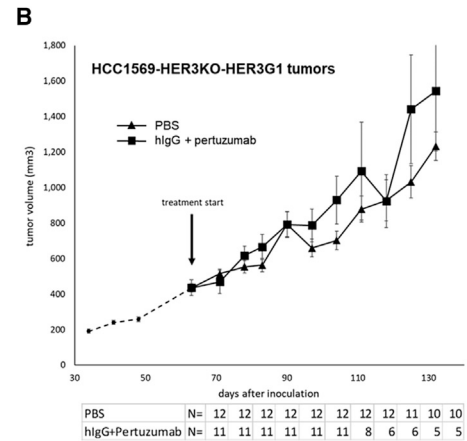 B
1,800
HCC1569-HER3KO-HER3G1 tumors
1,600
PBS
hIgG + pertuzumab
1,400
1,200
tumor volume (mm3)
1,000
treatment start
800
600
400
200
0
30 50 70 90 110 130
days after inoculation
PBS N= 12 12 12 12 12 12 12 12 12 11 10 10
hIgG+Pertuzumab N= 11 11 11 11 11 11 11 8 6 6 5 5